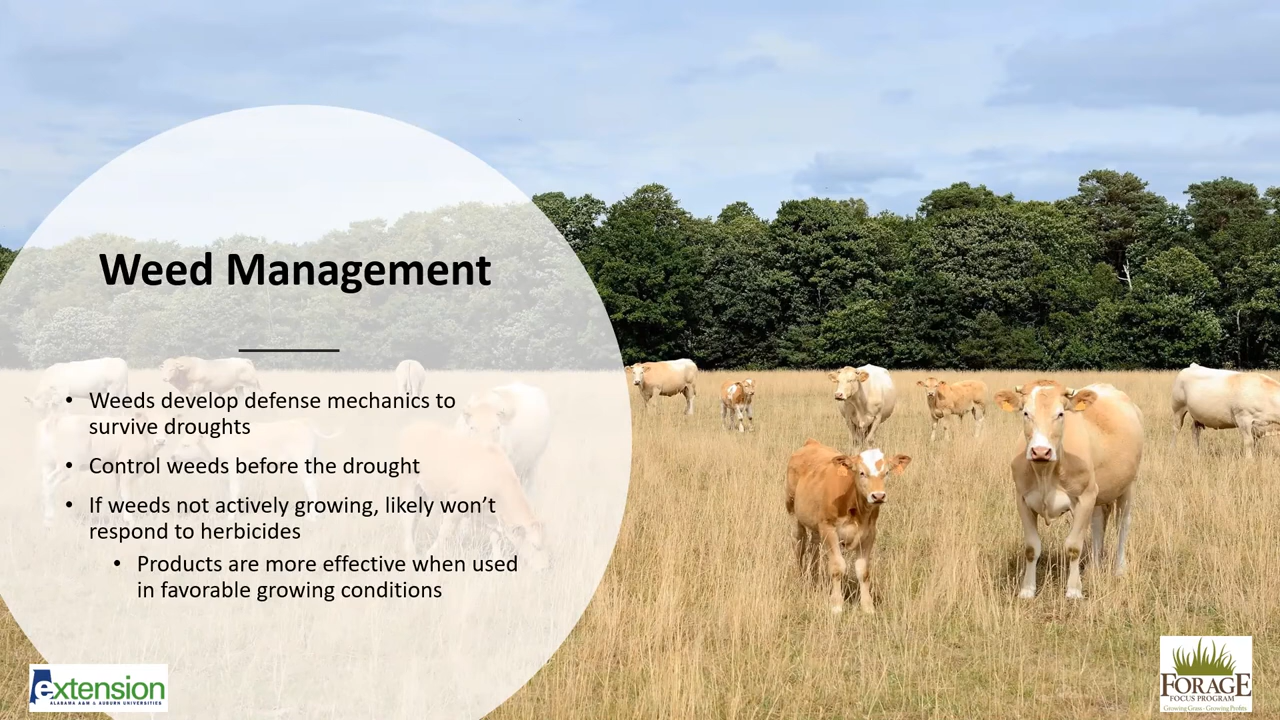 Weed Management
• Weeds develop defense mechanics to
survive droughts
• Control weeds before the drought
• If weeds not actively growing, likely won't
respond to herbicides
• Products are more effective when used
in favorable growing conditions
extension
ALABAMA A&M & AUBURN UNIVERSITIES
FORAGE
FOCUS PROGRAM
Growing Grass - Growing Profits